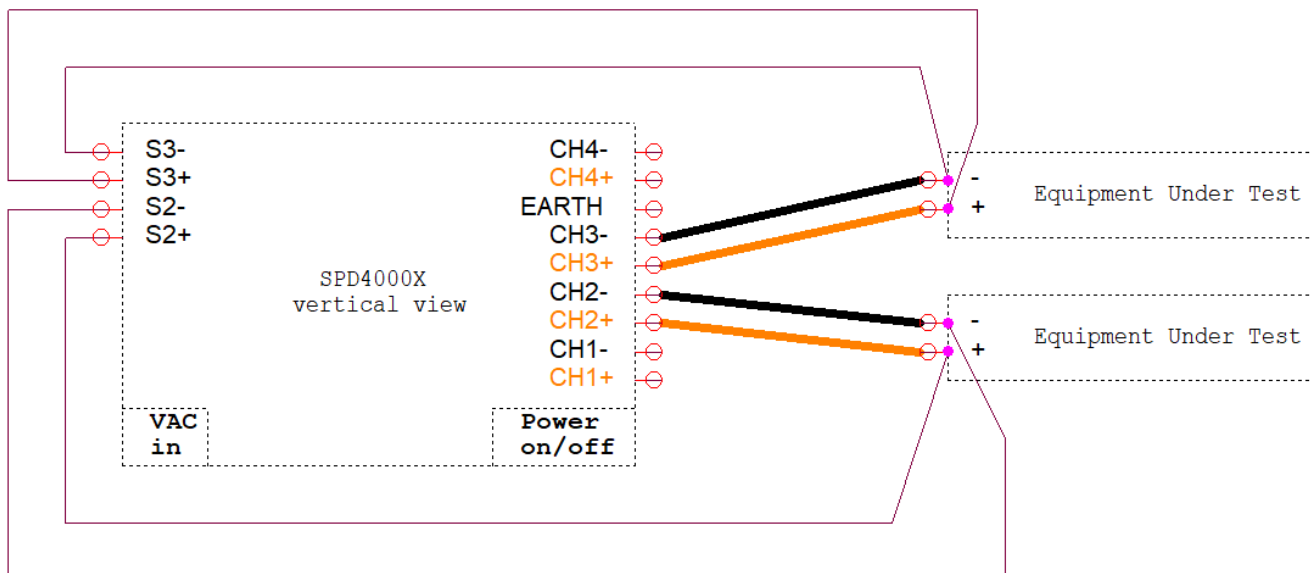 S3-
S3+
S2-
S2+
SPD4000X
vertical view
VAC
in
CH4-
CH4+
EARTH
CH3-
CH3+
CH2-
CH2+
CH1-
CH1+
Power
on/off
-
+
Equipment Under Test
-
+
Equipment Under Test